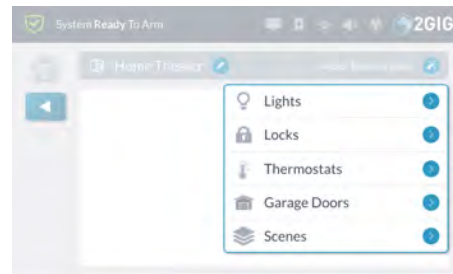 System Ready To Arm
2GIG
Home Theater
Lights
Locks
Thermostats
Garage Doors
Scenes